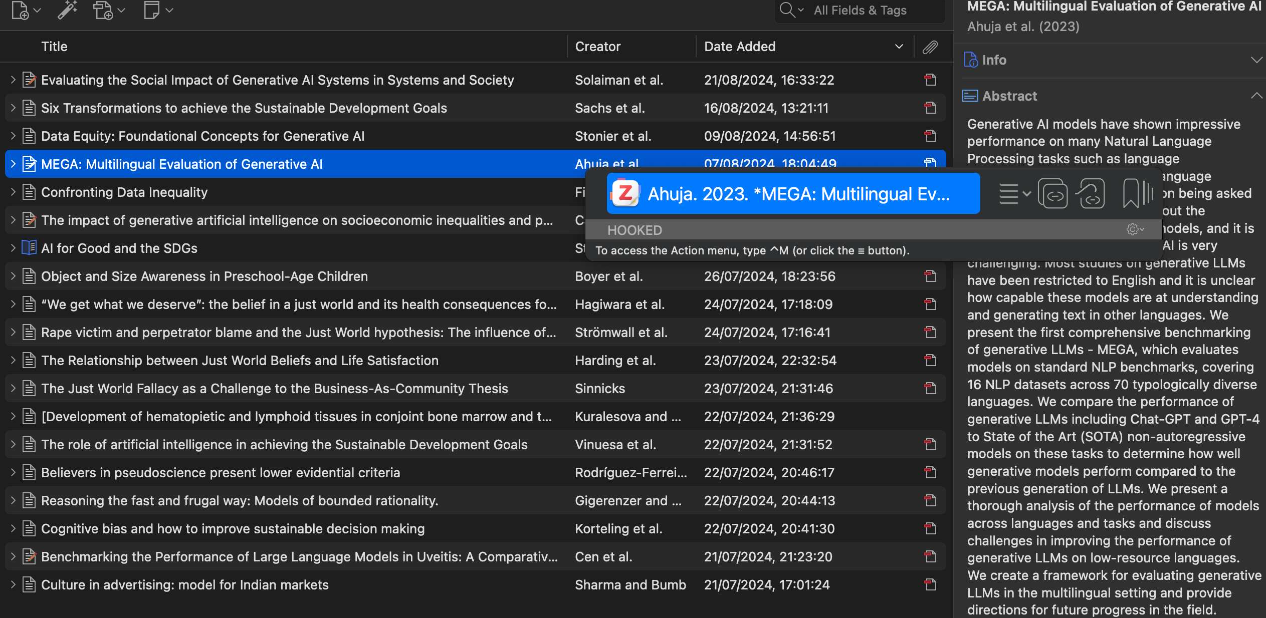 All Fields & Tags
Title Creator Date Added
Evaluating the Social Impact of Generative AI Systems in Systems and Society Solaiman et al. 21/08/2024, 16:33:22
Six Transformations to achieve the Sustainable Development Goals Sachs et al. 16/08/2024, 13:21:11
Data Equity: Foundational Concepts for Generative AI Stonier et al. 09/08/2024, 14:56:51
MEGA: Multilingual Evaluation of Generative AI Ahuja et al. 07/08/2024, 18:04:49
Confronting Data Inequality Fi
The impact of generative artificial intelligence on socioeconomic inequalities and p... C
AI for Good and the SDGs St
Object and Size Awareness in Preschool-Age Children Boyer et al. 26/07/2024, 18:23:56
“We get what we deserve”: the belief in a just world and its health consequences fo... Hagiwara et al. 24/07/2024, 17:18:09
Rape victim and perpetrator blame and the Just World hypothesis: The influence of... Strömwall et al. 24/07/2024, 17:16:41
The Relationship between Just World Beliefs and Life Satisfaction Harding et al. 23/07/2024, 22:32:54
The Just World Fallacy as a Challenge to the Business-As-Community Thesis Sinnicks 23/07/2024, 21:31:46
[Development of hematopietic and lymphoid tissues in conjoint bone marrow and t... Kuralesova and ... 22/07/2024, 21:36:29
The role of artificial intelligence in achieving the Sustainable Development Goals Vinuesa et al. 22/07/2024, 21:31:52
Believers in pseudoscience present lower evidential criteria Rodríguez-Ferrei... 22/07/2024, 20:46:17
Reasoning the fast and frugal way: Models of bounded rationality. Gigerenzer and ... 22/07/2024, 20:44:13
Cognitive bias and how to improve sustainable decision making Korteling et al. 22/07/2024, 20:41:30
Benchmarking the Performance of Large Language Models in Uveitis: A Comparativ... Cen et al. 21/07/2024, 21:23:20
Culture in advertising: model for Indian markets Sharma and Bumb 21/07/2024, 17:01:24
Z Ahuja. 2023. *MEGA: Multilingual Ev...
HOOKED
To access the Action menu, type ⌃M (or click the ≡ button).
MEGA: Multilingual Evaluation of Generative AI
Ahuja et al. (2023)
Info
Abstract
Generative AI models have shown impressive
performance on many Natural Language
Processing tasks such as language
anguage
on being asked
out the
nodels, and it is
AI is very
challenging. Most studies on generative LLMs
have been restricted to English and it is unclear
how capable these models are at understanding
and generating text in other languages. We
present the first comprehensive benchmarking
of generative LLMs - MEGA, which evaluates
models on standard NLP benchmarks, covering
16 NLP datasets across 70 typologically diverse
languages. We compare the performance of
generative LLMs including Chat-GPT and GPT-4
to State of the Art (SOTA) non-autoregressive
models on these tasks to determine how well
generative models perform compared to the
previous generation of LLMs. We present a
thorough analysis of the performance of models
across languages and tasks and discuss
challenges in improving the performance of
generative LLMs on low-resource languages.
We create a framework for evaluating generative
LLMs in the multilingual setting and provide
directions for future progress in the field.